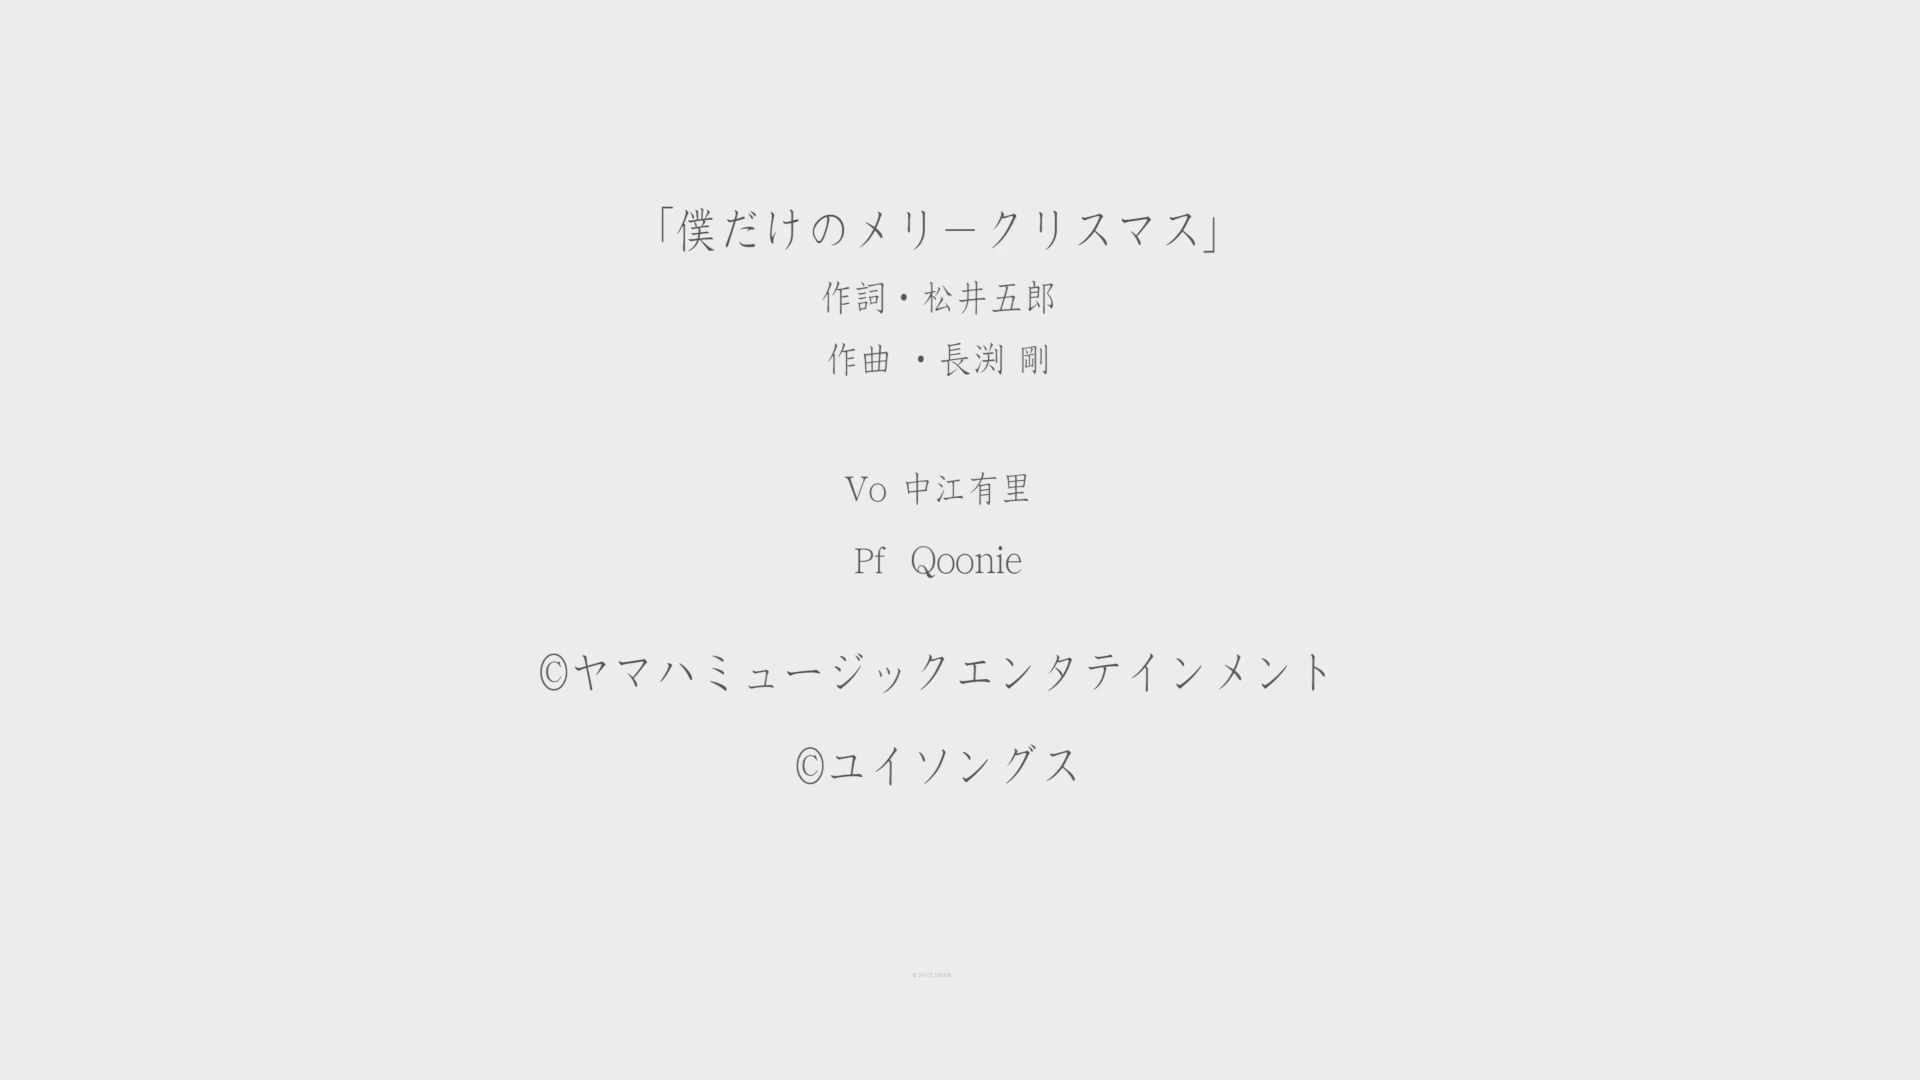 「僕だけのメリークリスマス」
作詞・松井五郎
作曲 ・長渕 剛
Vo 中江有里
Pf Qoonie
©ヤマハミュージックエンタテインメント
©ユイソングス